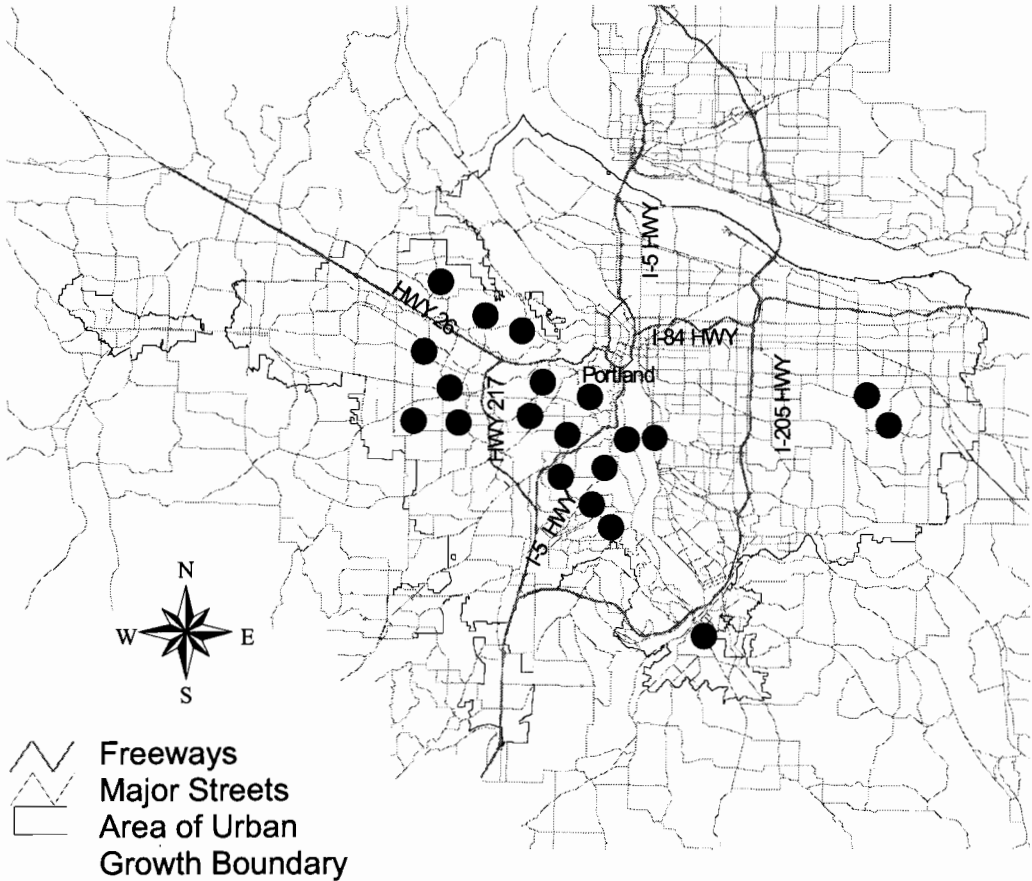 I-5 HWY
HWY 26
I-84 HWY
Portland
HWY 217
I-205 HWY
I-5 HWY
N
W E
S
Freeways
Major Streets
Area of Urban
Growth Boundary